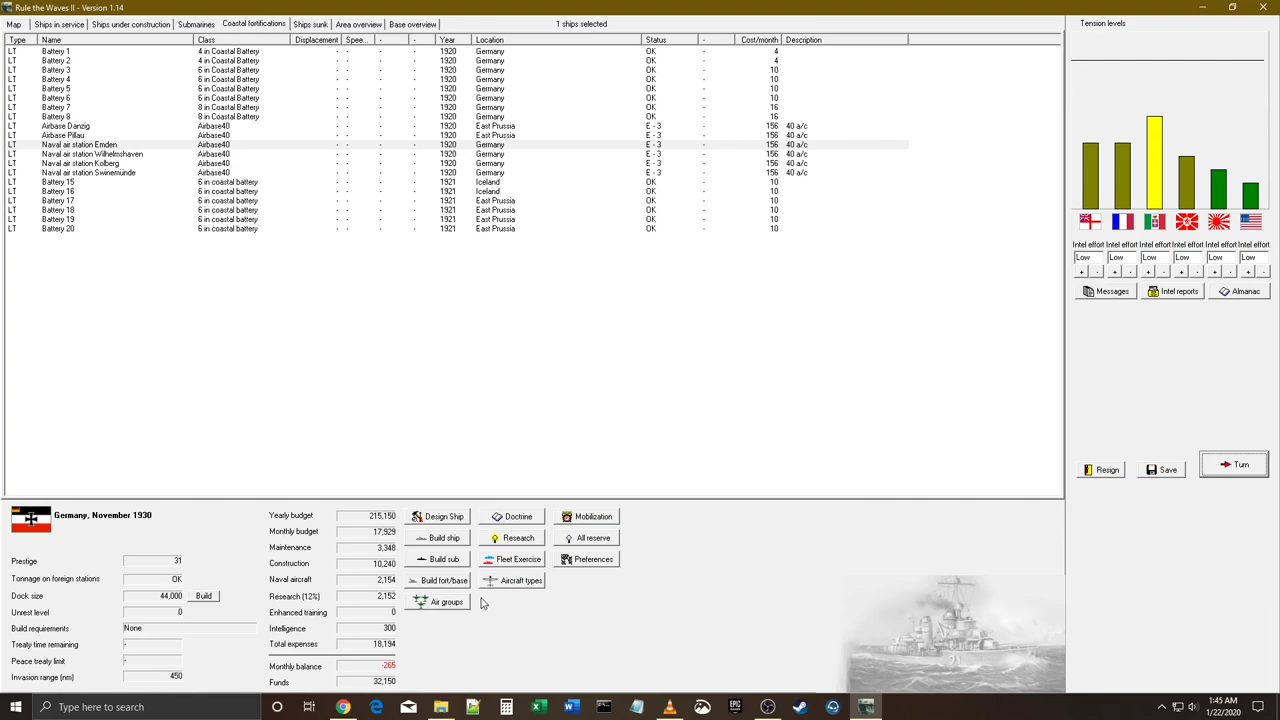 Rule the Waves II - Version 1.14
Map Ships in service Ships under construction Submarines Coastal fortifications Ships sunk Area overview Base overview 1 ships selected
Type Name Class Displacement Spee... - - Year Location Status - Cost/month Description
LT Battery 1 4 in Coastal Battery - - - - 1920 Germany OK - 4
LT Battery 2 4 in Coastal Battery - - - - 1920 Germany OK - 4
LT Battery 3 6 in Coastal Battery - - - - 1920 Germany OK - 10
LT Battery 4 6 in Coastal Battery - - - - 1920 Germany OK - 10
LT Battery 5 6 in Coastal Battery - - - - 1920 Germany OK - 10
LT Battery 6 6 in Coastal Battery - - - - 1920 Germany OK - 10
LT Battery 7 8 in Coastal Battery - - - - 1920 Germany OK - 16
LT Battery 8 8 in Coastal Battery - - - - 1920 Germany OK - 16
LT Airbase Danzig Airbase40 - - - - 1920 East Prussia E - 3 - 156 40 a/c
LT Airbase Pillau Airbase40 - - - - 1920 East Prussia E - 3 - 156 40 a/c
LT Naval air station Emden Airbase40 - - - - 1920 Germany E - 3 - 156 40 a/c
LT Naval air station Wilhelmshaven Airbase40 - - - - 1920 Germany E - 3 - 156 40 a/c
LT Naval air station Kolberg Airbase40 - - - - 1920 Germany E - 3 - 156 40 a/c
LT Naval air station Swinemünde Airbase40 - - - - 1920 Germany E - 3 - 156 40 a/c
LT Battery 15 6 in coastal battery - - - - 1921 Iceland OK - 10
LT Battery 16 6 in coastal battery - - - - 1921 Iceland OK - 10
LT Battery 17 6 in coastal battery - - - - 1921 East Prussia OK - 10
LT Battery 18 6 in coastal battery - - - - 1921 East Prussia OK - 10
LT Battery 19 6 in coastal battery - - - - 1921 East Prussia OK - 10
LT Battery 20 6 in coastal battery - - - - 1921 East Prussia OK - 10
Tension levels
Intel effort Intel effort Intel effort Intel effort Intel effort Intel effort
Low Low Low Low Low Low
+ - + - + - + - + - + -
Messages Intel reports Almanac
Resign Save Turn
Germany, November 1930
Prestige 31
Tonnage on foreign stations OK
Dock size 44,000 Build
Unrest level 0
Build requirements None
Treaty time remaining -
Peace treaty limit -
Invasion range (nm) 450
Yearly budget 215,150
Monthly budget 17,929
Maintenance 3,348
Construction 10,240
Naval aircraft 2,154
Research (12%) 2,152
Enhanced training 0
Intelligence 300
Total expenses 18,194
Monthly balance -265
Funds 32,150
Design Ship Doctrine Mobilization
Build ship Research All reserve
Build sub Fleet Exercise Preferences
Build fort/base Aircraft types
Air groups
Type here to search
1:45 AM
1/22/2020